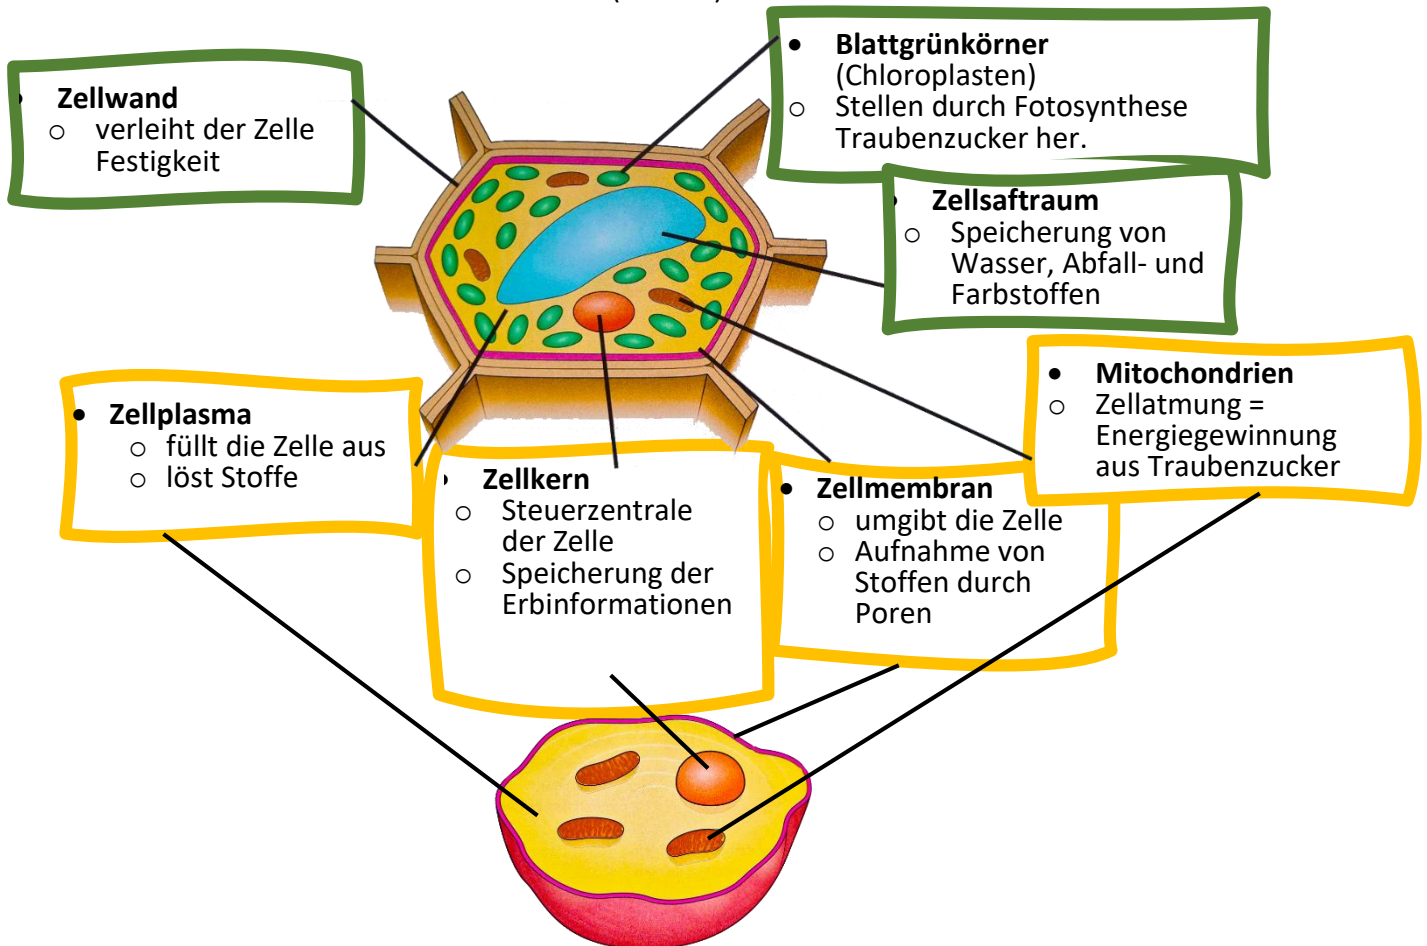 • Zellwand
○ verleiht der Zelle
Festigkeit
• Blattgrünkörner
(Chloroplasten)
○ Stellen durch Fotosynthese
Traubenzucker her.
• Zellsaftraum
○ Speicherung von
Wasser, Abfall- und
Farbstoffen
• Mitochondrien
○ Zellatmung =
Energiegewinnung
aus Traubenzucker
• Zellplasma
○ füllt die Zelle aus
○ löst Stoffe
• Zellkern
○ Steuerzentrale
der Zelle
○ Speicherung der
Erbinformationen
• Zellmembran
○ umgibt die Zelle
○ Aufnahme von
Stoffen durch
Poren